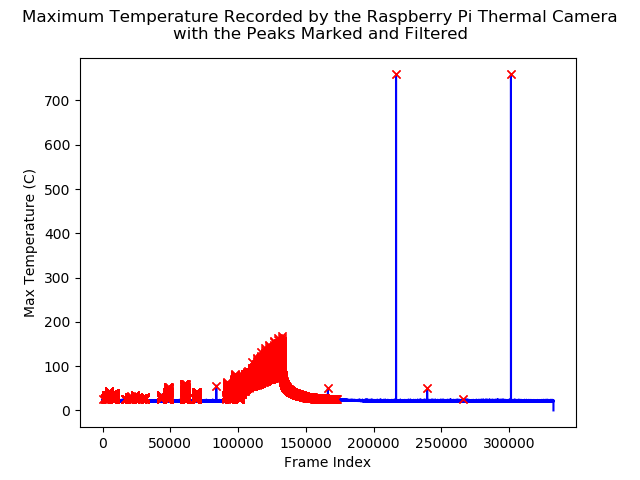 Maximum Temperature Recorded by the Raspberry Pi Thermal Camera
with the Peaks Marked and Filtered
700
600
500
400
300
200
100
0
Max Temperature (C)
0 50000 100000 150000 200000 250000 300000
Frame Index